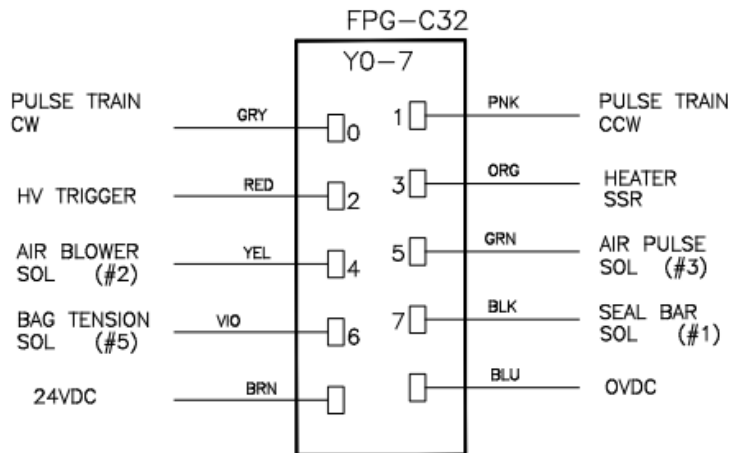 FPG-C32
Y0-7
PULSE TRAIN
CW
GRY
0
1
PNK
PULSE TRAIN
CCW
HV TRIGGER
RED
2
3
ORG
HEATER
SSR
AIR BLOWER
SOL (#2)
YEL
4
5
GRN
AIR PULSE
SOL (#3)
BAG TENSION
SOL (#5)
VIO
6
7
BLK
SEAL BAR
SOL (#1)
24VDC
BRN
BLU
0VDC